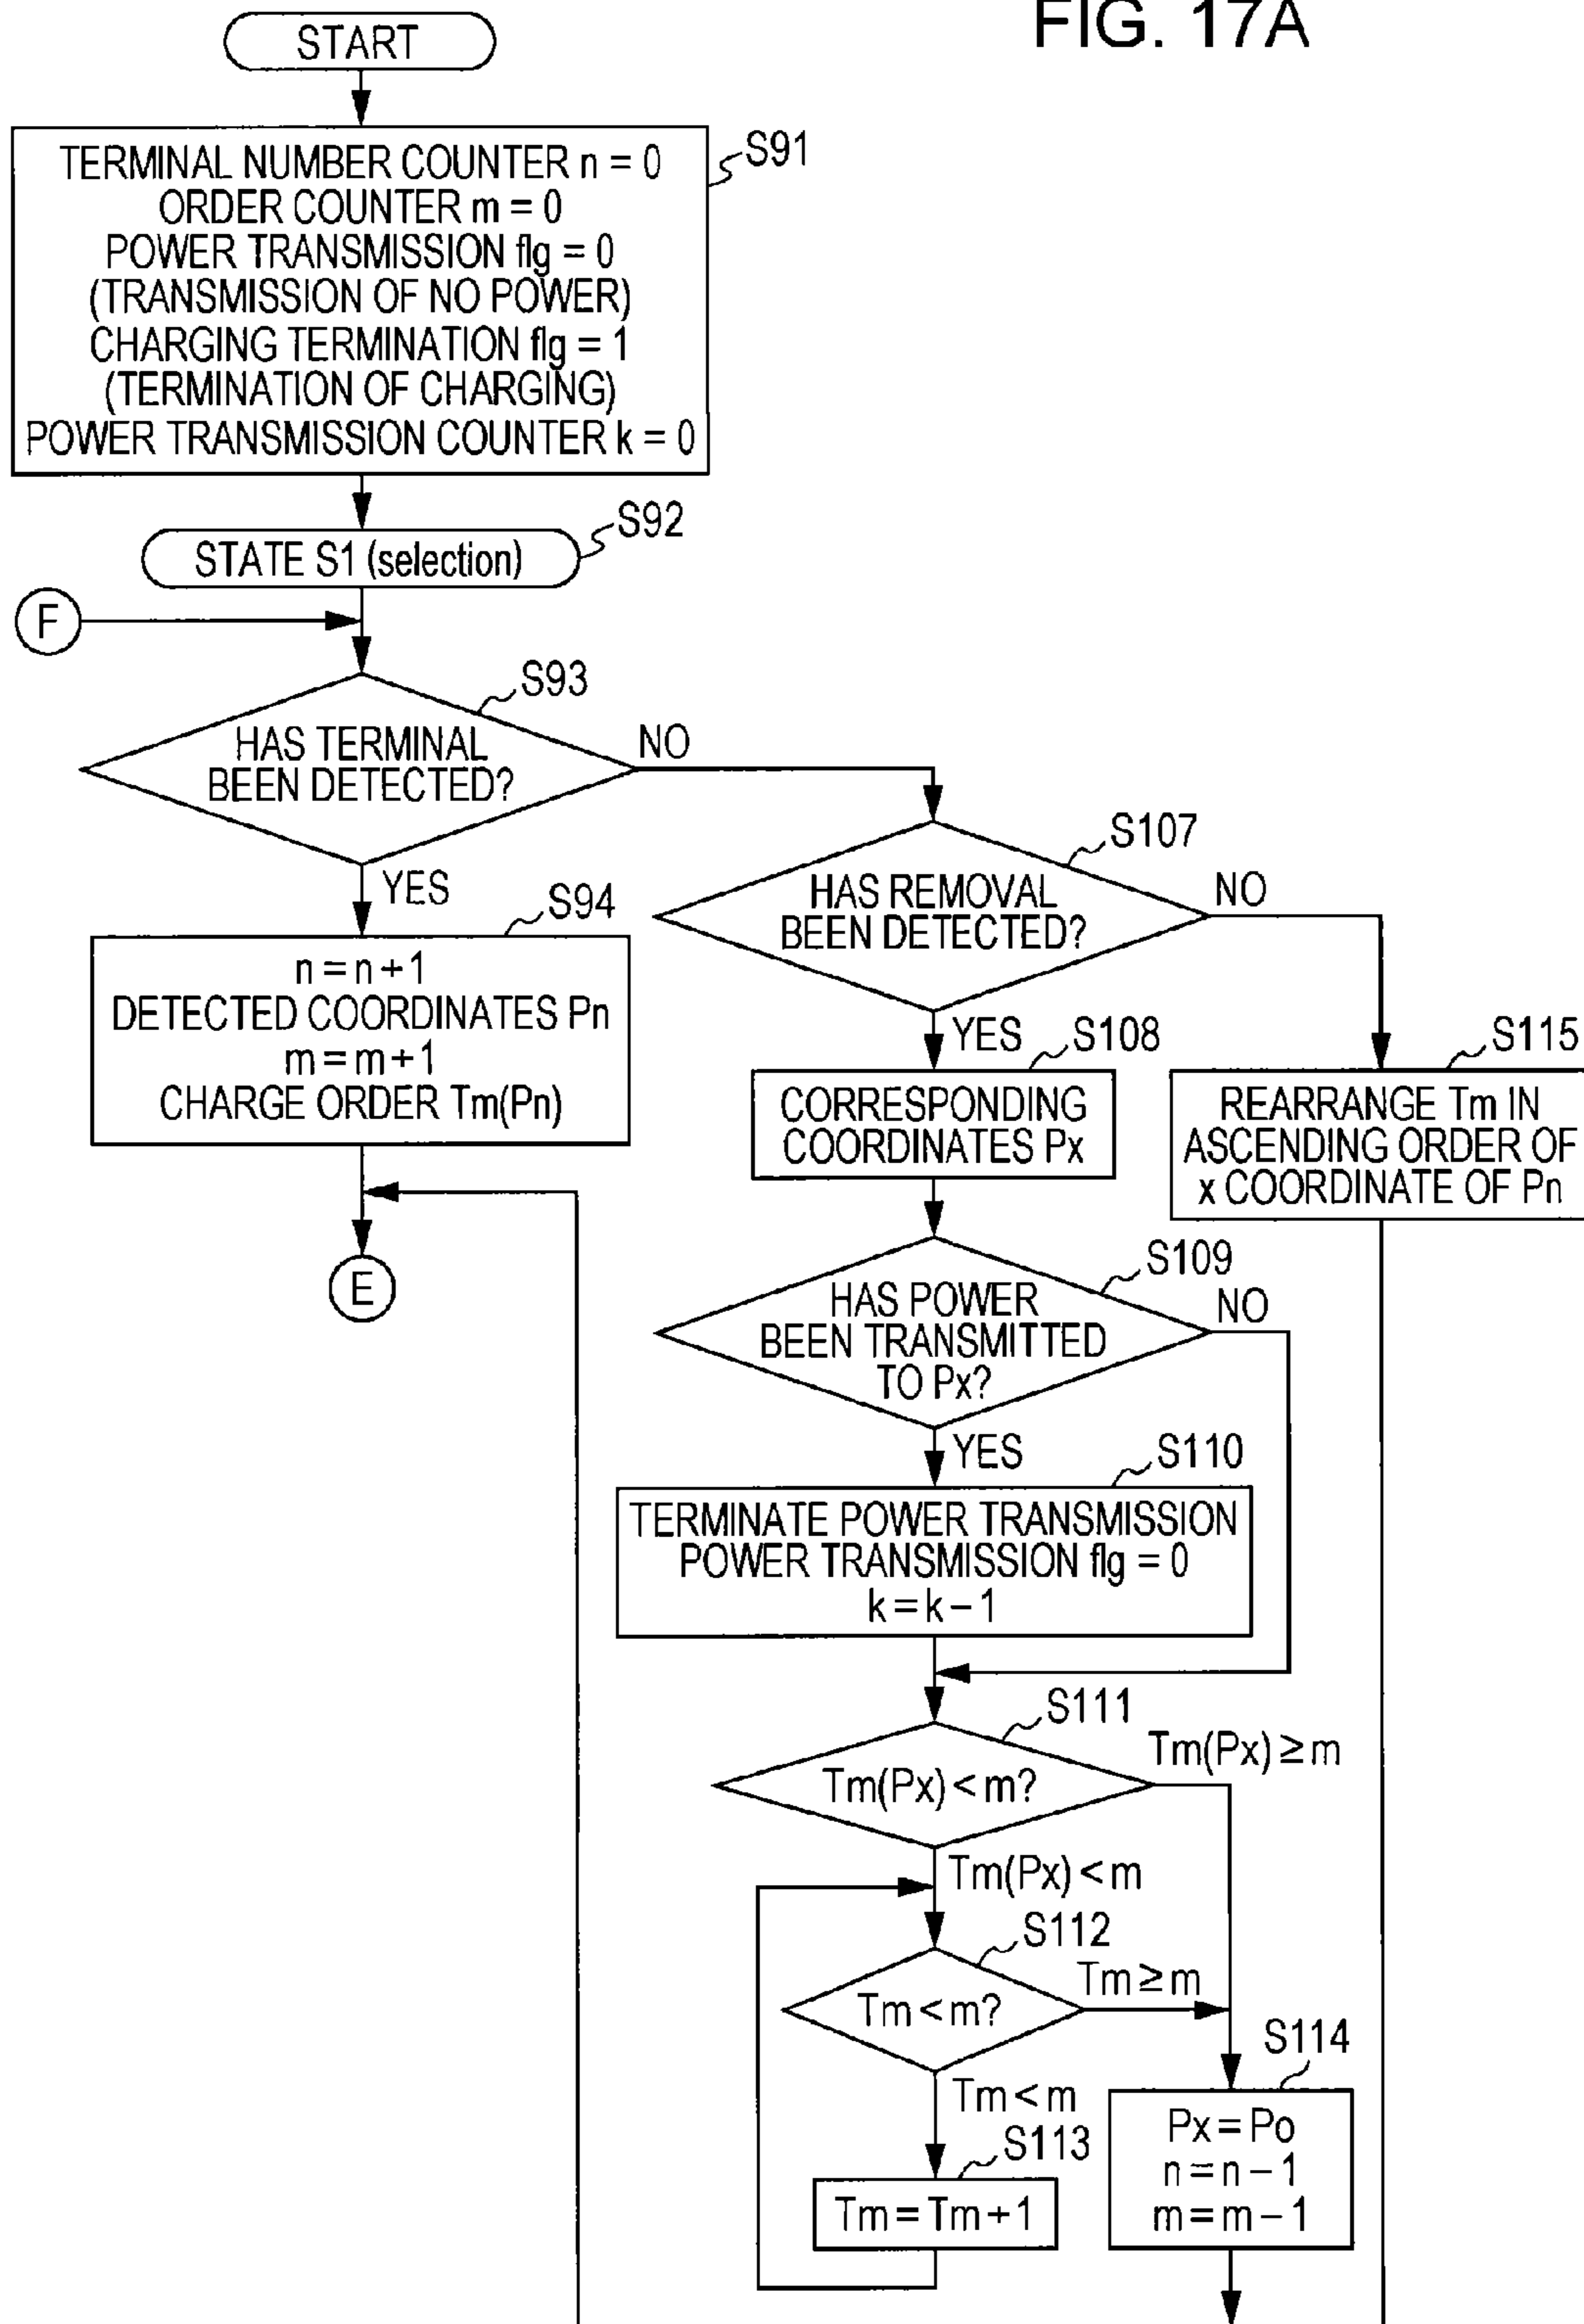 FIG. 17A
START
S91
TERMINAL NUMBER COUNTER n = 0
ORDER COUNTER m = 0
POWER TRANSMISSION flg = 0
(TRANSMISSION OF NO POWER)
CHARGING TERMINATION flg = 1
(TERMINATION OF CHARGING)
POWER TRANSMISSION COUNTER k = 0
S92
STATE S1 (selection)
F
S93
HAS TERMINAL
BEEN DETECTED?
NO
YES
S94
n = n + 1
DETECTED COORDINATES Pn
m = m + 1
CHARGE ORDER Tm(Pn)
E
S107
HAS REMOVAL
BEEN DETECTED?
NO
YES
S108
CORRESPONDING
COORDINATES Px
S115
REARRANGE Tm IN
ASCENDING ORDER OF
x COORDINATE OF Pn
S109
HAS POWER
BEEN TRANSMITTED
TO Px?
NO
YES
S110
TERMINATE POWER TRANSMISSION
POWER TRANSMISSION flg = 0
k = k - 1
S111
Tm(Px) < m?
Tm(Px) ≥ m
Tm(Px) < m
S112
Tm < m?
Tm ≥ m
Tm < m
S113
Tm = Tm + 1
S114
Px = Po
n = n - 1
m = m - 1